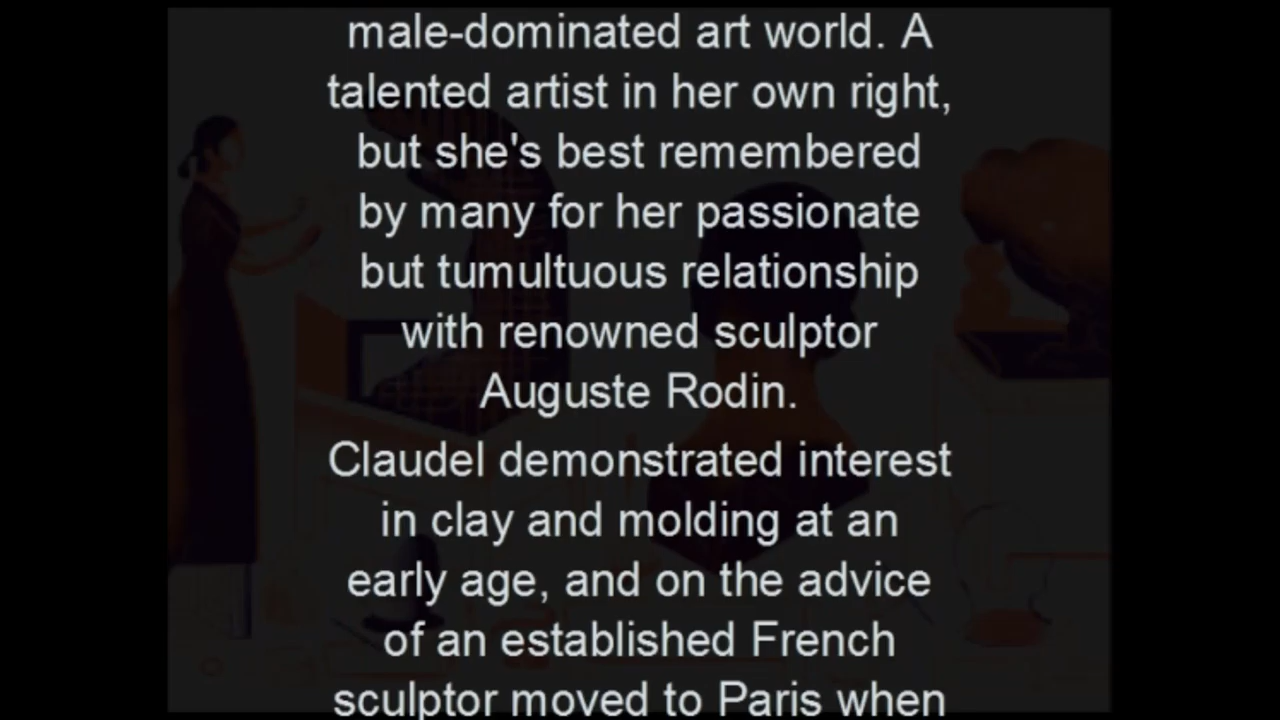 male-dominated art world. A
talented artist in her own right,
but she's best remembered
by many for her passionate
but tumultuous relationship
with renowned sculptor
Auguste Rodin.
Claudel demonstrated interest
in clay and molding at an
early age, and on the advice
of an established French
sculptor moved to Paris when